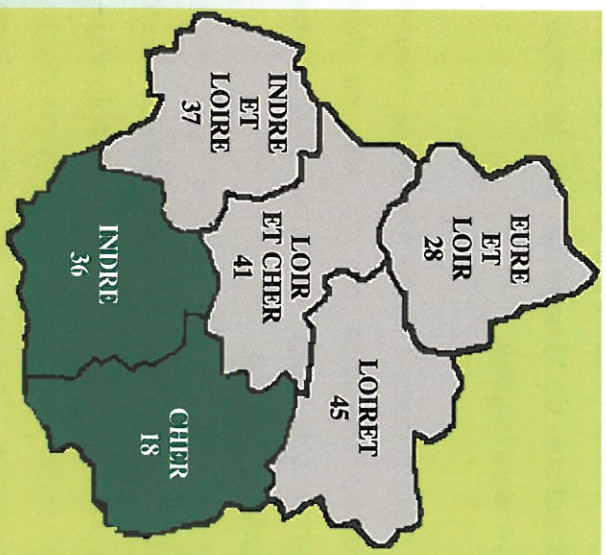 EURE
ET
LOIR
28
INDRE
ET
LOIRE
37
LOIR
ET CHER
41
LOIRET
45
INDRE
36
CHER
18